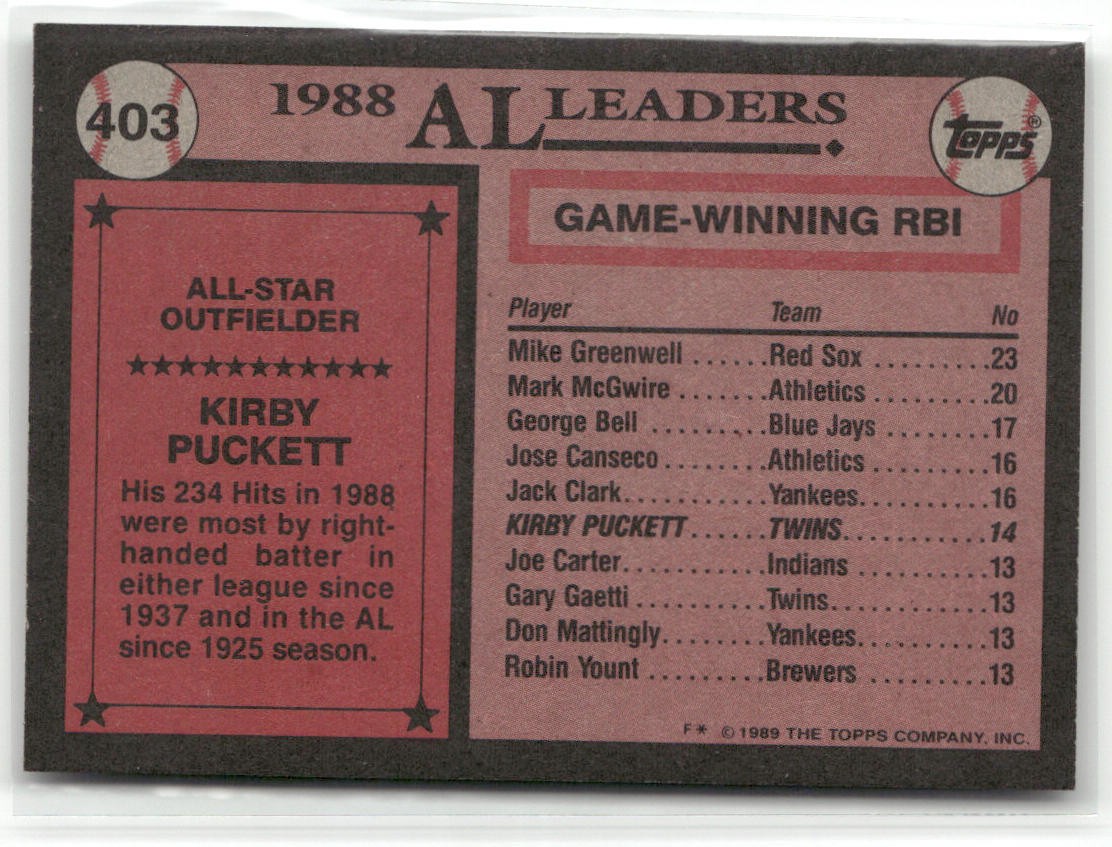 403
1988 AL LEADERS
topps®
ALL-STAR
OUTFIELDER
KIRBY
PUCKETT
His 234 Hits in 1988
were most by right-
handed batter in
either league since
1937 and in the AL
since 1925 season.
GAME-WINNING RBI
Player Team No
Mike Greenwell ......Red Sox .........23
Mark McGwire .......Athletics .........20
George Bell .........Blue Jays ........17
Jose Canseco........Athletics .........16
Jack Clark...........Yankees..........16
KIRBY PUCKETT......TWINS...........14
Joe Carter...........Indians ..........13
Gary Gaetti ..........Twins............13
Don Mattingly.......Yankees..........13
Robin Yount .........Brewers .........13
F* © 1989 THE TOPPS COMPANY, INC.